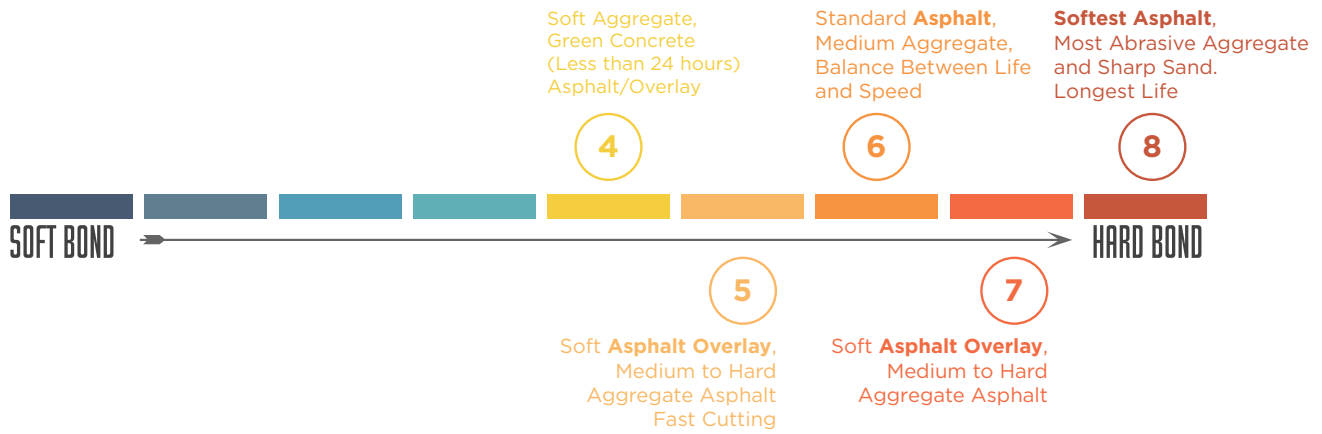 Soft Aggregate,
Green Concrete
(Less than 24 hours)
Asphalt/Overlay
4
Standard Asphalt,
Medium Aggregate,
Balance Between Life
and Speed
6
Softest Asphalt,
Most Abrasive Aggregate
and Sharp Sand.
Longest Life
8
SOFT BOND
HARD BOND
5
Soft Asphalt Overlay,
Medium to Hard
Aggregate Asphalt
Fast Cutting
7
Soft Asphalt Overlay,
Medium to Hard
Aggregate Asphalt